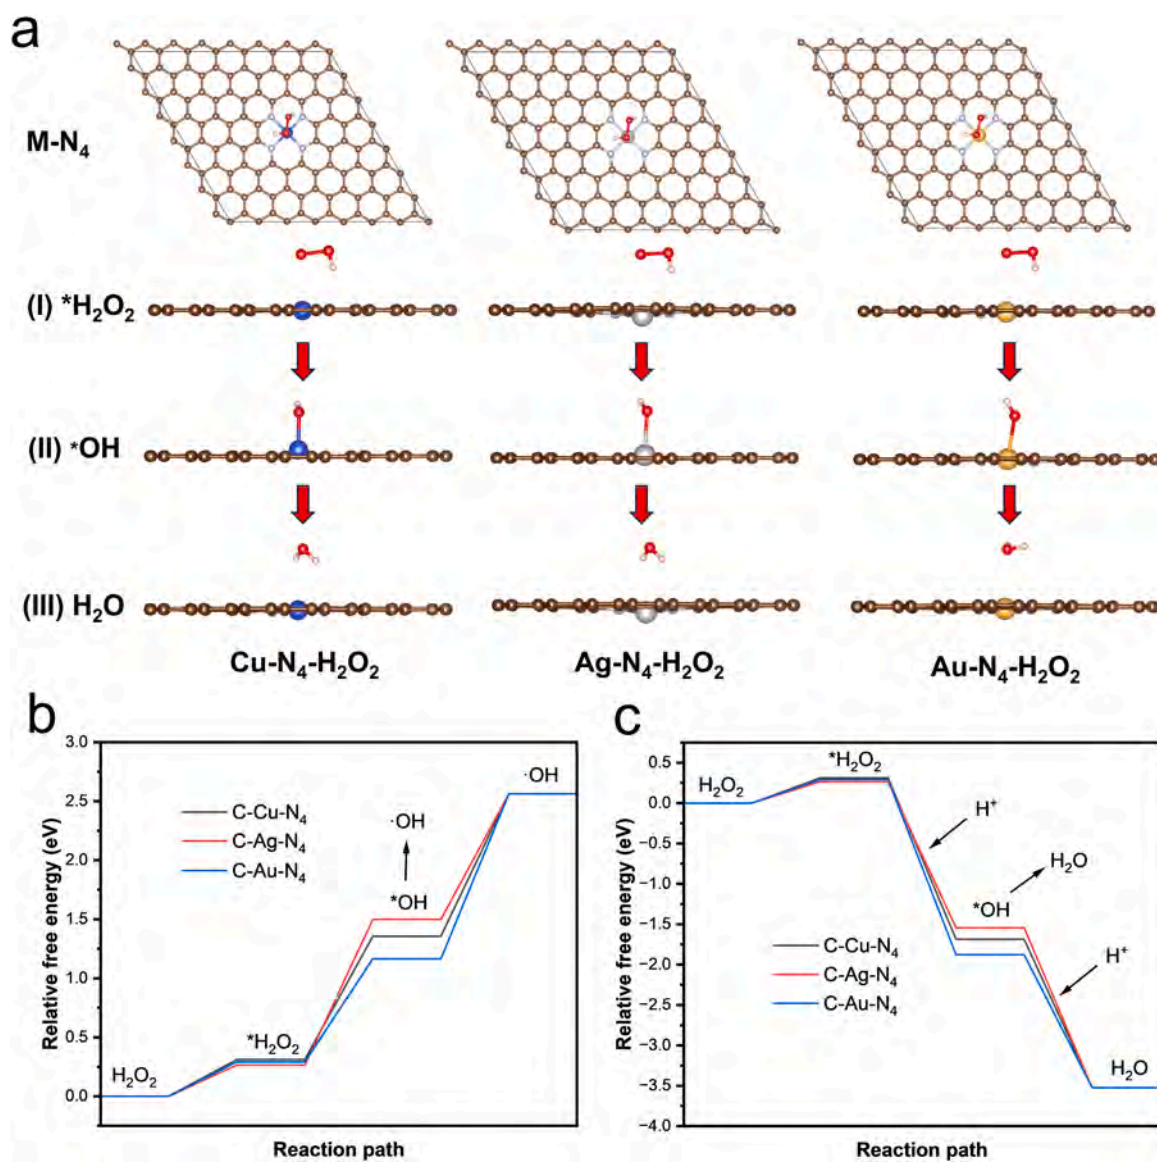 a
M-N₄
(I) *H₂O₂
(II) *OH
(III) H₂O
Cu-N₄-H₂O₂
Ag-N₄-H₂O₂
Au-N₄-H₂O₂
b
3.0
2.5
2.0
1.5
1.0
0.5
0.0
Relative free energy (eV)
C-Cu-N₄
C-Ag-N₄
C-Au-N₄
·OH
·OH
*OH
*H₂O₂
H₂O₂
Reaction path
c
0.5
0.0
−0.5
−1.0
−1.5
−2.0
−2.5
−3.0
−3.5
−4.0
Relative free energy (eV)
H₂O₂
*H₂O₂
H⁺
H₂O
*OH
C-Cu-N₄
C-Ag-N₄
C-Au-N₄
H⁺
H₂O
Reaction path